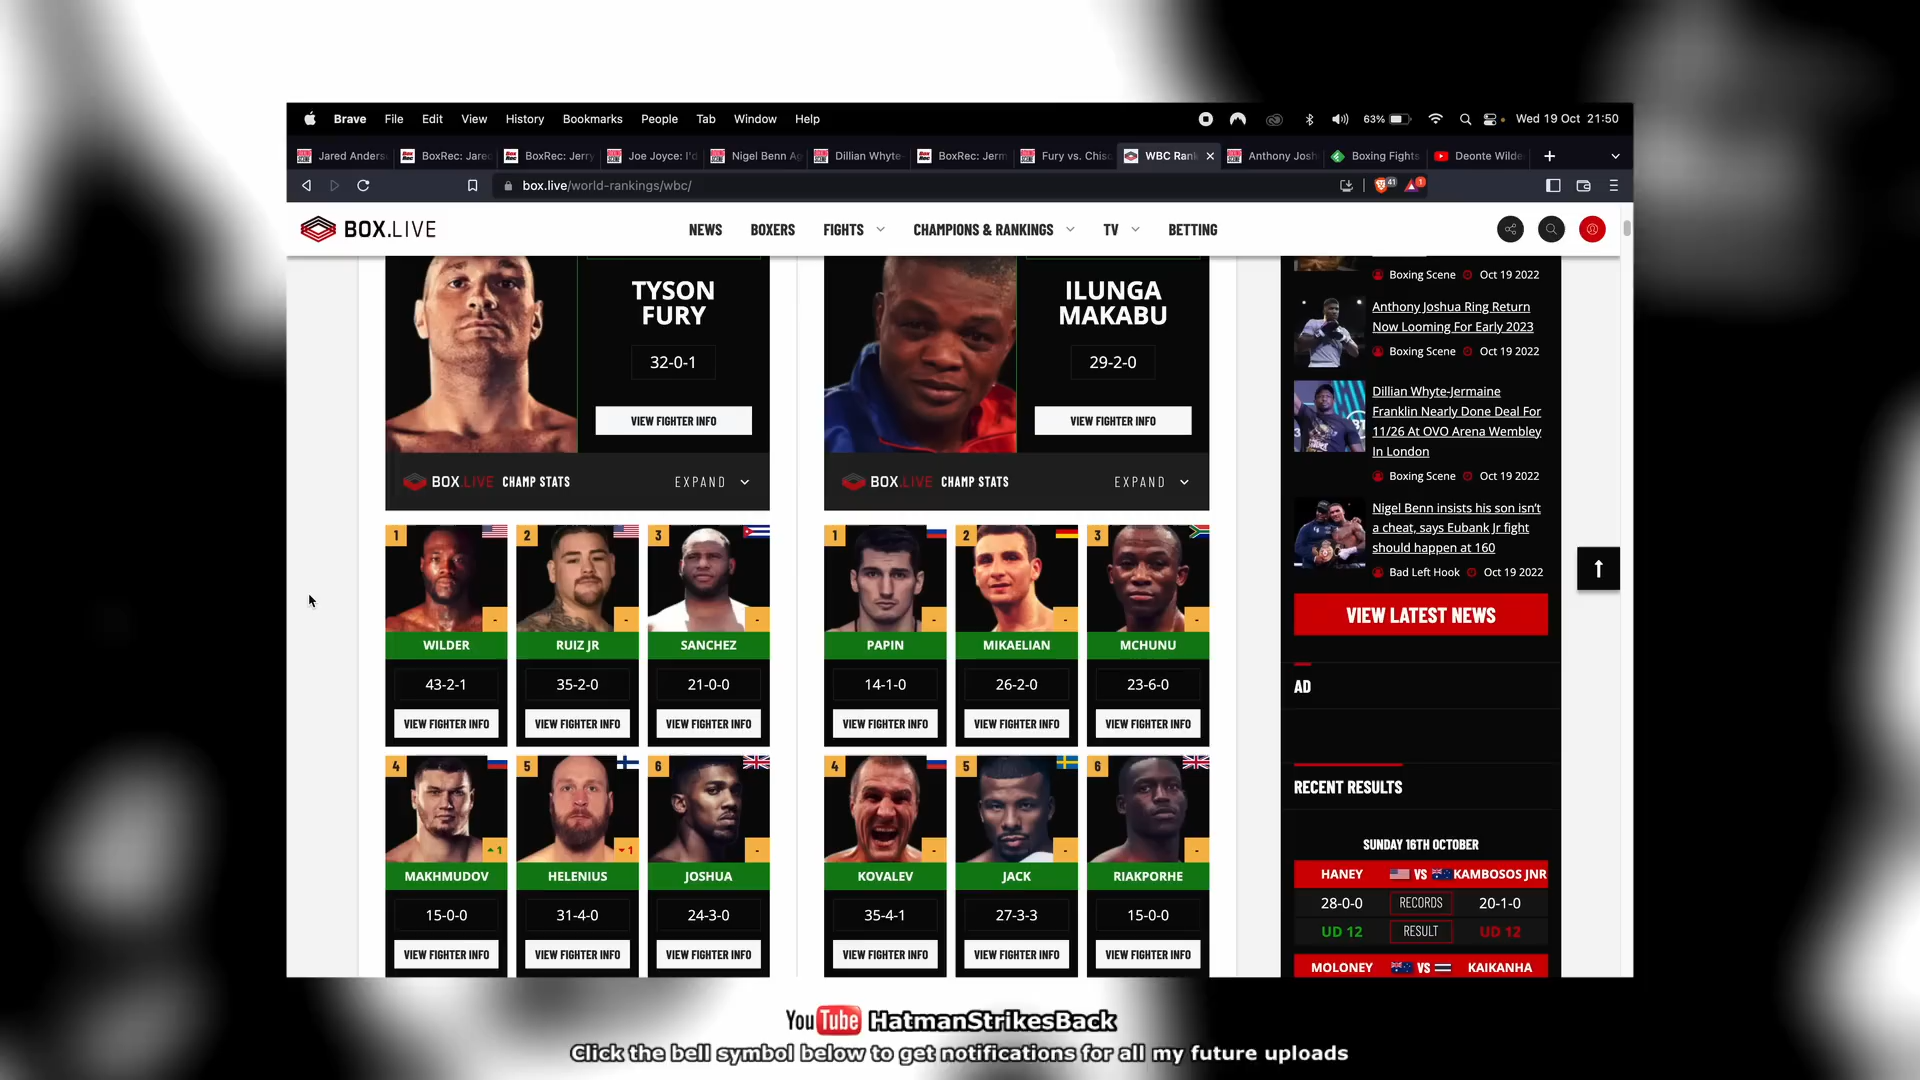 Brave File Edit View History Bookmarks People Tab Window Help 63% Wed 19 Oct 21:50
Jared Anders BoxRec: Jared BoxRec: Jerry Joe Joyce: I'd Nigel Benn Ag Dillian Whyte- BoxRec: Jerm Fury vs. Chiso WBC Rank Anthony Josh Boxing Fights Deonte Wilde
box.live/world-rankings/wbc/ 41 1
BOX.LIVE NEWS BOXERS FIGHTS CHAMPIONS & RANKINGS TV BETTING
TYSON
FURY
32-0-1
VIEW FIGHTER INFO
BOX.LIVE CHAMP STATS EXPAND
1 2 3
- - -
WILDER RUIZ JR SANCHEZ
43-2-1 35-2-0 21-0-0
VIEW FIGHTER INFO VIEW FIGHTER INFO VIEW FIGHTER INFO
4 5 6
1 1 -
MAKHMUDOV HELENIUS JOSHUA
15-0-0 31-4-0 24-3-0
VIEW FIGHTER INFO VIEW FIGHTER INFO VIEW FIGHTER INFO
ILUNGA
MAKABU
29-2-0
VIEW FIGHTER INFO
BOX.LIVE CHAMP STATS EXPAND
1 2 3
- - -
PAPIN MIKAELIAN MCHUNU
14-1-0 26-2-0 23-6-0
VIEW FIGHTER INFO VIEW FIGHTER INFO VIEW FIGHTER INFO
4 5 6
- - -
KOVALEV JACK RIAKPORHE
35-4-1 27-3-3 15-0-0
VIEW FIGHTER INFO VIEW FIGHTER INFO VIEW FIGHTER INFO
Boxing Scene Oct 19 2022
Anthony Joshua Ring Return
Now Looming For Early 2023
Boxing Scene Oct 19 2022
Dillian Whyte-Jermaine
Franklin Nearly Done Deal For
11/26 At OVO Arena Wembley
In London
Boxing Scene Oct 19 2022
Nigel Benn insists his son isn't
a cheat, says Eubank Jr fight
should happen at 160
Bad Left Hook Oct 19 2022
VIEW LATEST NEWS
AD
RECENT RESULTS
SUNDAY 16TH OCTOBER
HANEY VS KAMBOSOS JNR
28-0-0 RECORDS 20-1-0
UD 12 RESULT UD 12
MOLONEY VS KAIKANHA
YouTube HatmanStrikesBack
Click the bell symbol below to get notifications for all my future uploads